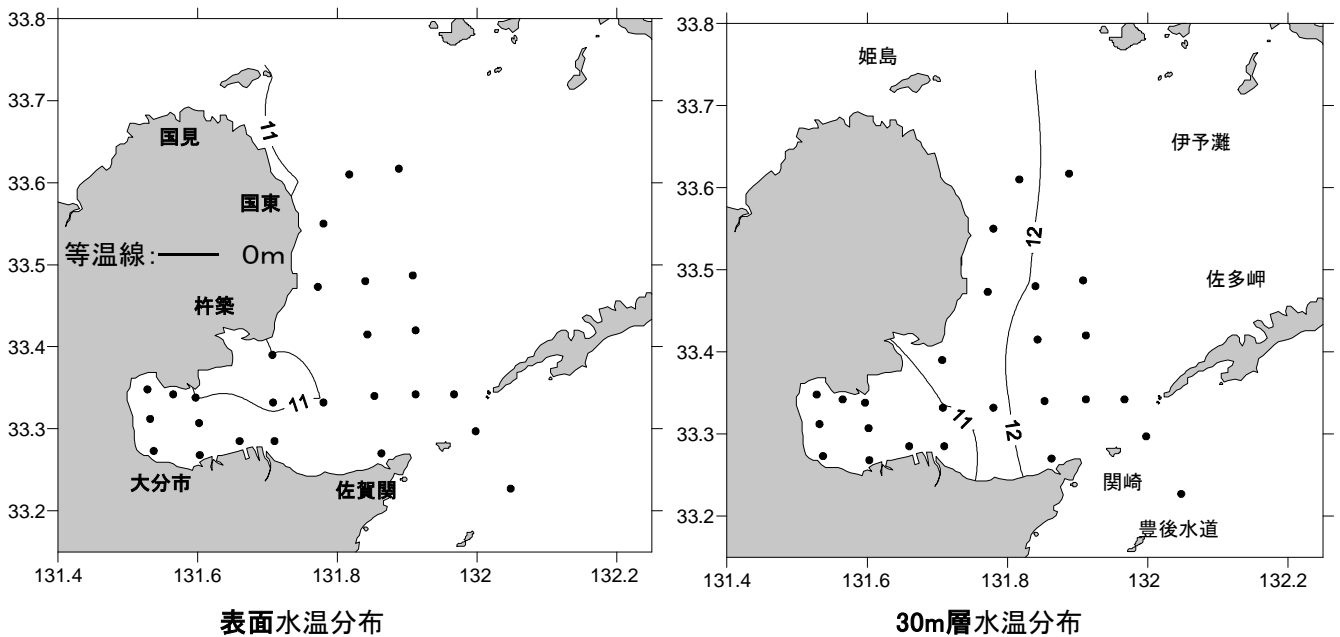 33.8
33.7
33.6
33.5
33.4
33.3
33.2
131.4 131.6 131.8 132 132.2
国見
国東
等温線: 0m
杵築
大分市
佐賀関
11
11
表面水温分布
33.8
33.7
33.6
33.5
33.4
33.3
33.2
131.4 131.6 131.8 132 132.2
姫島
伊予灘
佐多岬
関崎
豊後水道
12
11
12
30m層水温分布